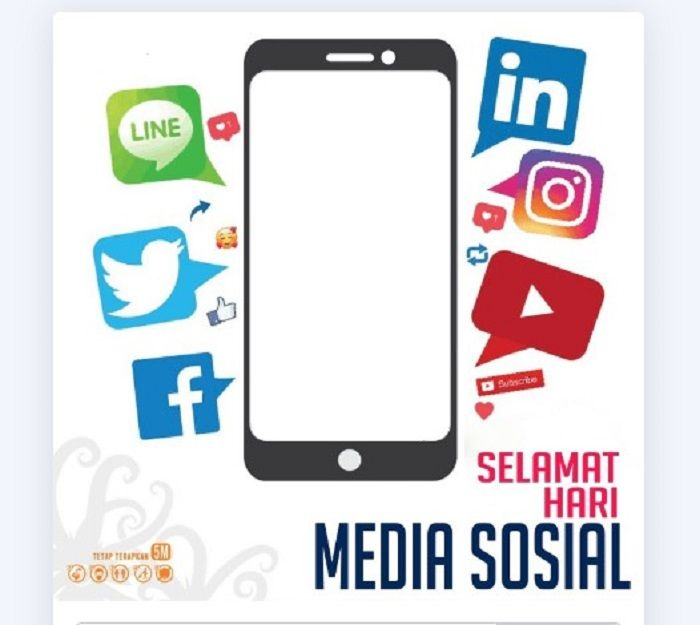 LINE
in
f
Subscribe
SELAMAT
HARI
MEDIA SOSIAL
TETAP TERAPKAN 5M